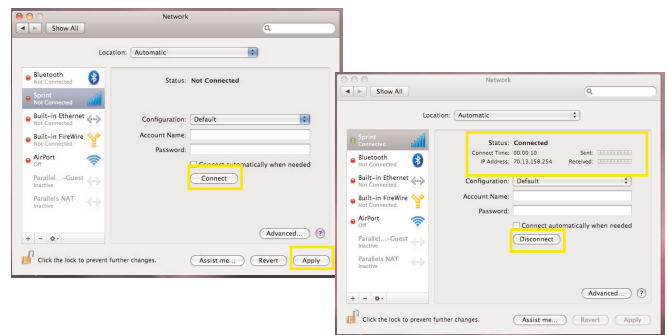 Network
Show All
Location: Automatic
Bluetooth
Not Connected
Sprint
Not Connected
Built-in Ethernet
Not Connected
Built-in FireWire
Not Connected
AirPort
Off
Parallel...-Guest
Inactive
Parallels NAT
Inactive
Status: Not Connected
Configuration: Default
Account Name:
Password:
Connect automatically when needed
Connect
Advanced... ?
Click the lock to prevent further changes.
Assist me... Revert Apply
Network
Show All
Location: Automatic
Sprint
Connected
Bluetooth
Not Connected
Built-in Ethernet
Not Connected
Built-in FireWire
Not Connected
AirPort
Off
Parallel...-Guest
Inactive
Parallels NAT
Inactive
Status: Connected
Connect Time: 00:00:10 Sent:
IP Address: 70.13.158.254 Received:
Configuration: Default
Account Name:
Password:
Connect automatically when needed
Disconnect
Advanced... ?
Click the lock to prevent further changes.
Assist me... Revert Apply